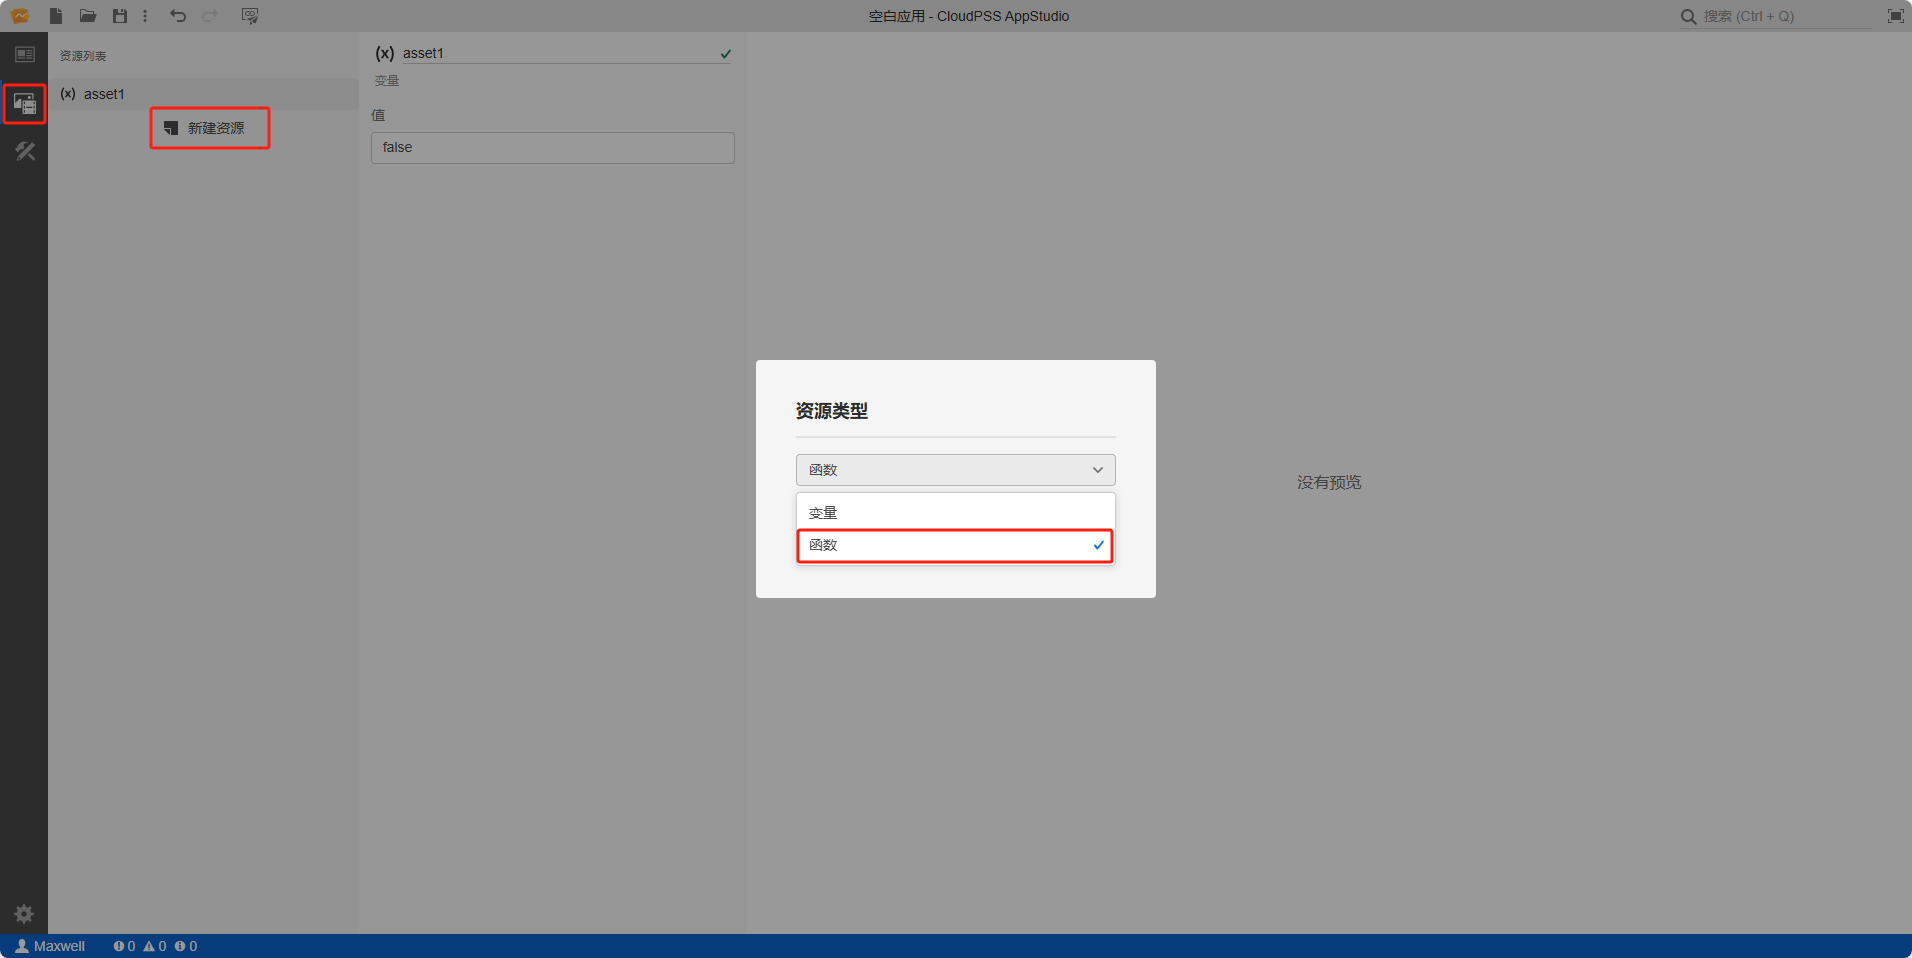 空白应用 - CloudPSS AppStudio
搜索 (Ctrl + Q)
资源列表
(x) asset1
新建资源
(x) asset1
变量
值
false
资源类型
函数
变量
函数
没有预览
Maxwell 0 0 0